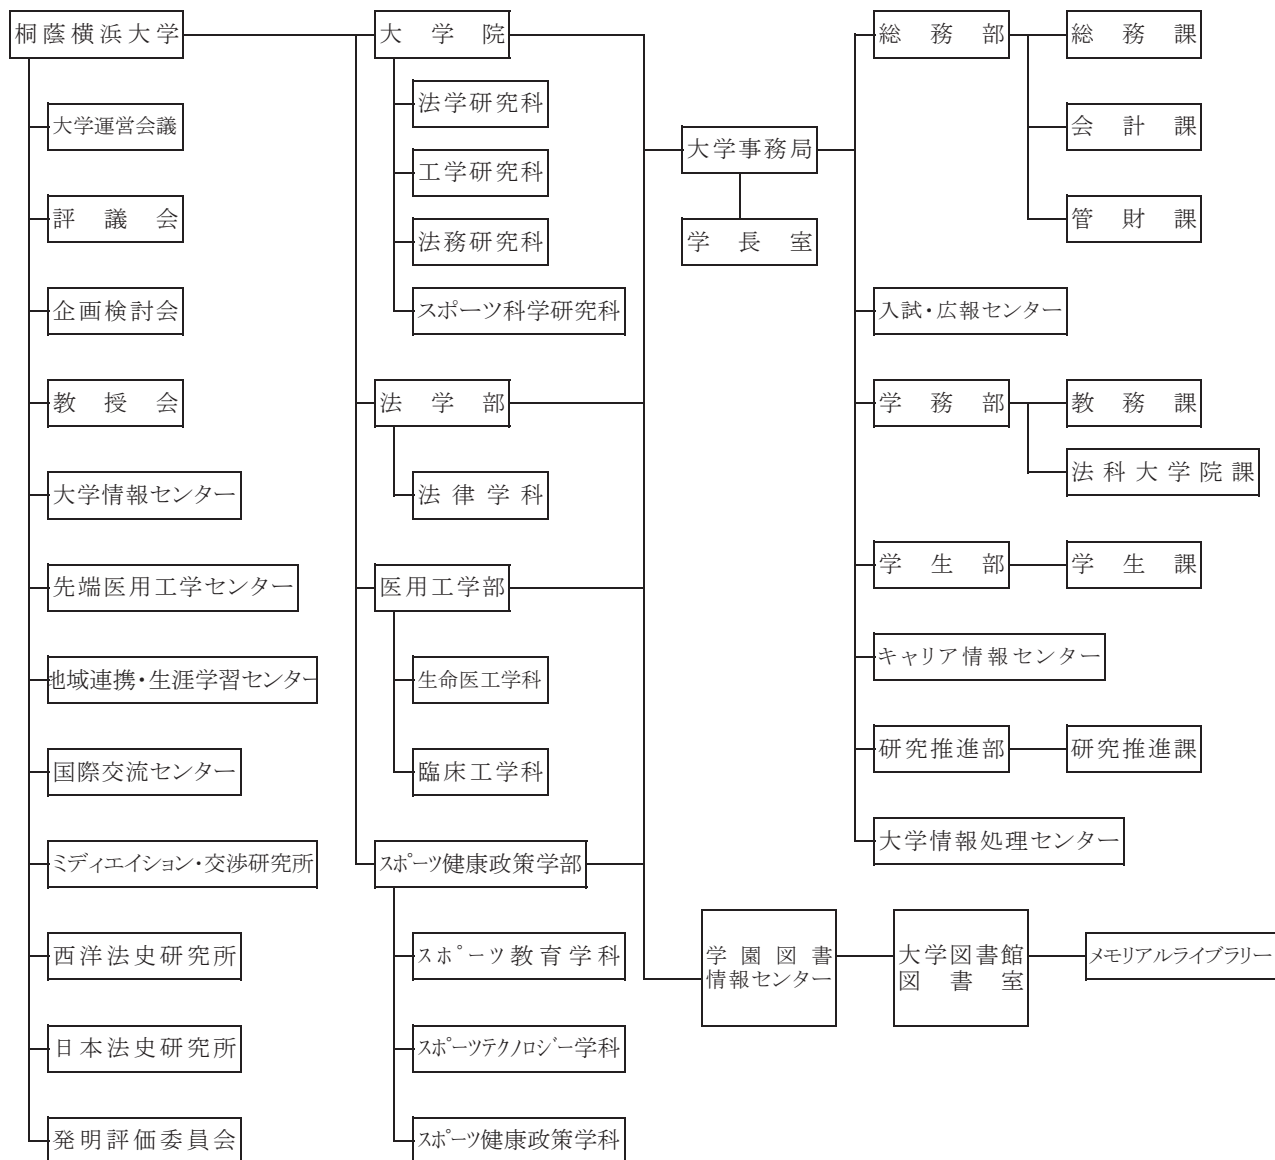 桐蔭横浜大学
大学運営会議
評議会
企画検討会
教授会
大学情報センター
先端医用工学センター
地域連携・生涯学習センター
国際交流センター
ミディエイション・交渉研究所
西洋法史研究所
日本法史研究所
発明評価委員会
大学院
法学研究科
工学研究科
法務研究科
スポーツ科学研究科
法学部
法律学科
医用工学部
生命医工学科
臨床工学科
スポーツ健康政策学部
スポーツ教育学科
スポーツテクノロジー学科
スポーツ健康政策学科
大学事務局
学長室
総務部
総務課
会計課
管財課
入試・広報センター
学務部
教務課
法科大学院課
学生部
学生課
キャリア情報センター
研究推進部
研究推進課
大学情報処理センター
学園図書
情報センター
大学図書館
図書室
メモリアルライブラリー